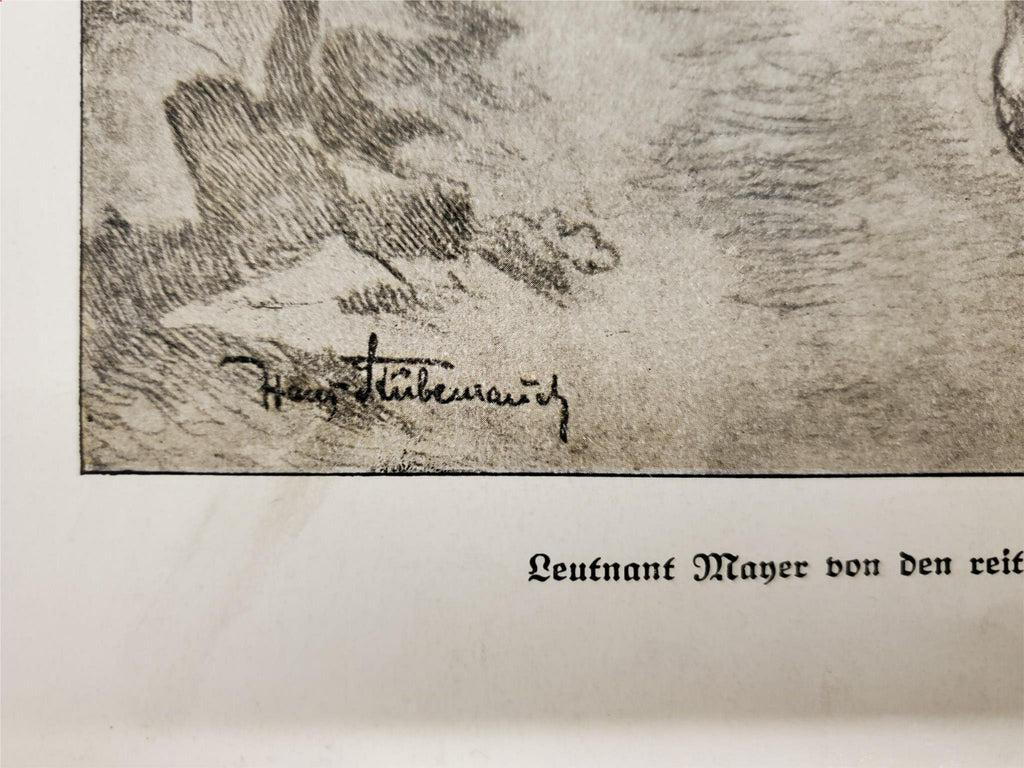 Hans Stubenrauch
Leutnant Mayer von den reit